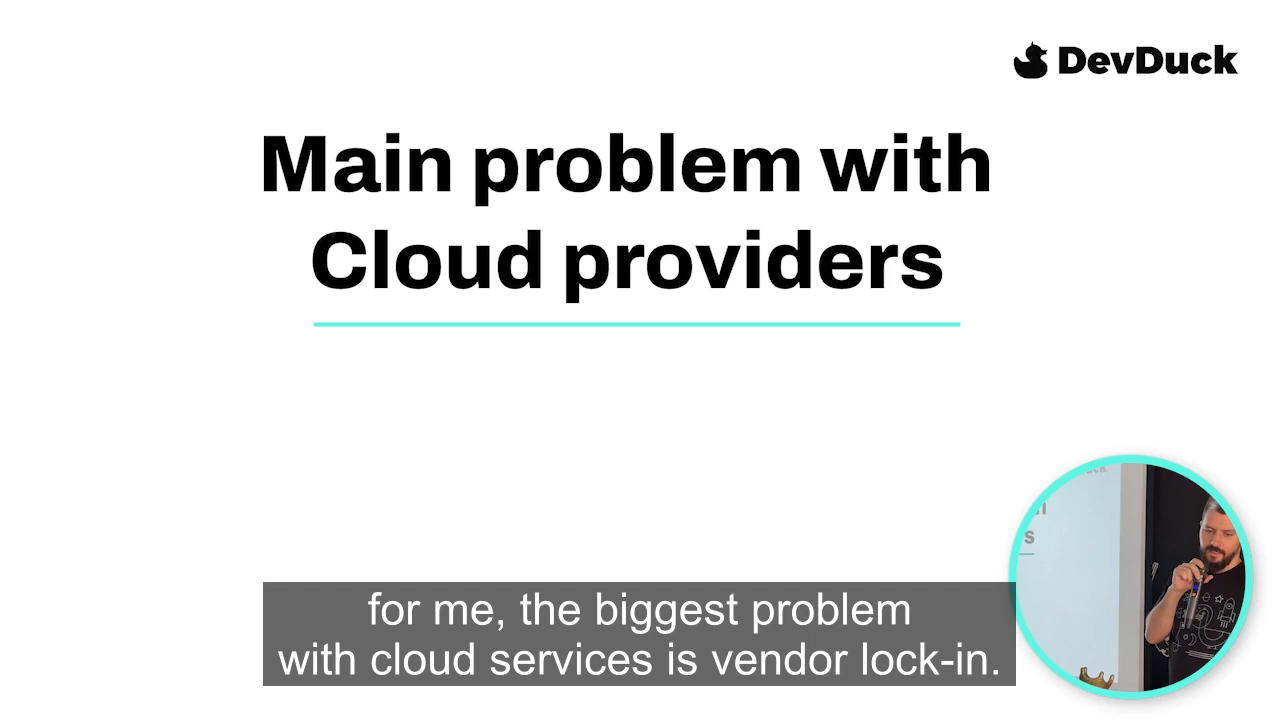 DevDuck
Main problem with
Cloud providers
for me, the biggest problem
with cloud services is vendor lock-in.